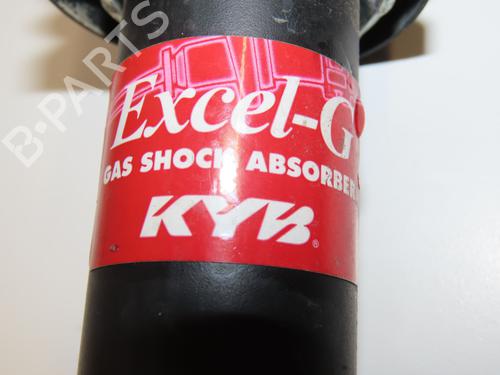 B-PARTS
Excel-G
GAS SHOCK ABSORBER
KYB®